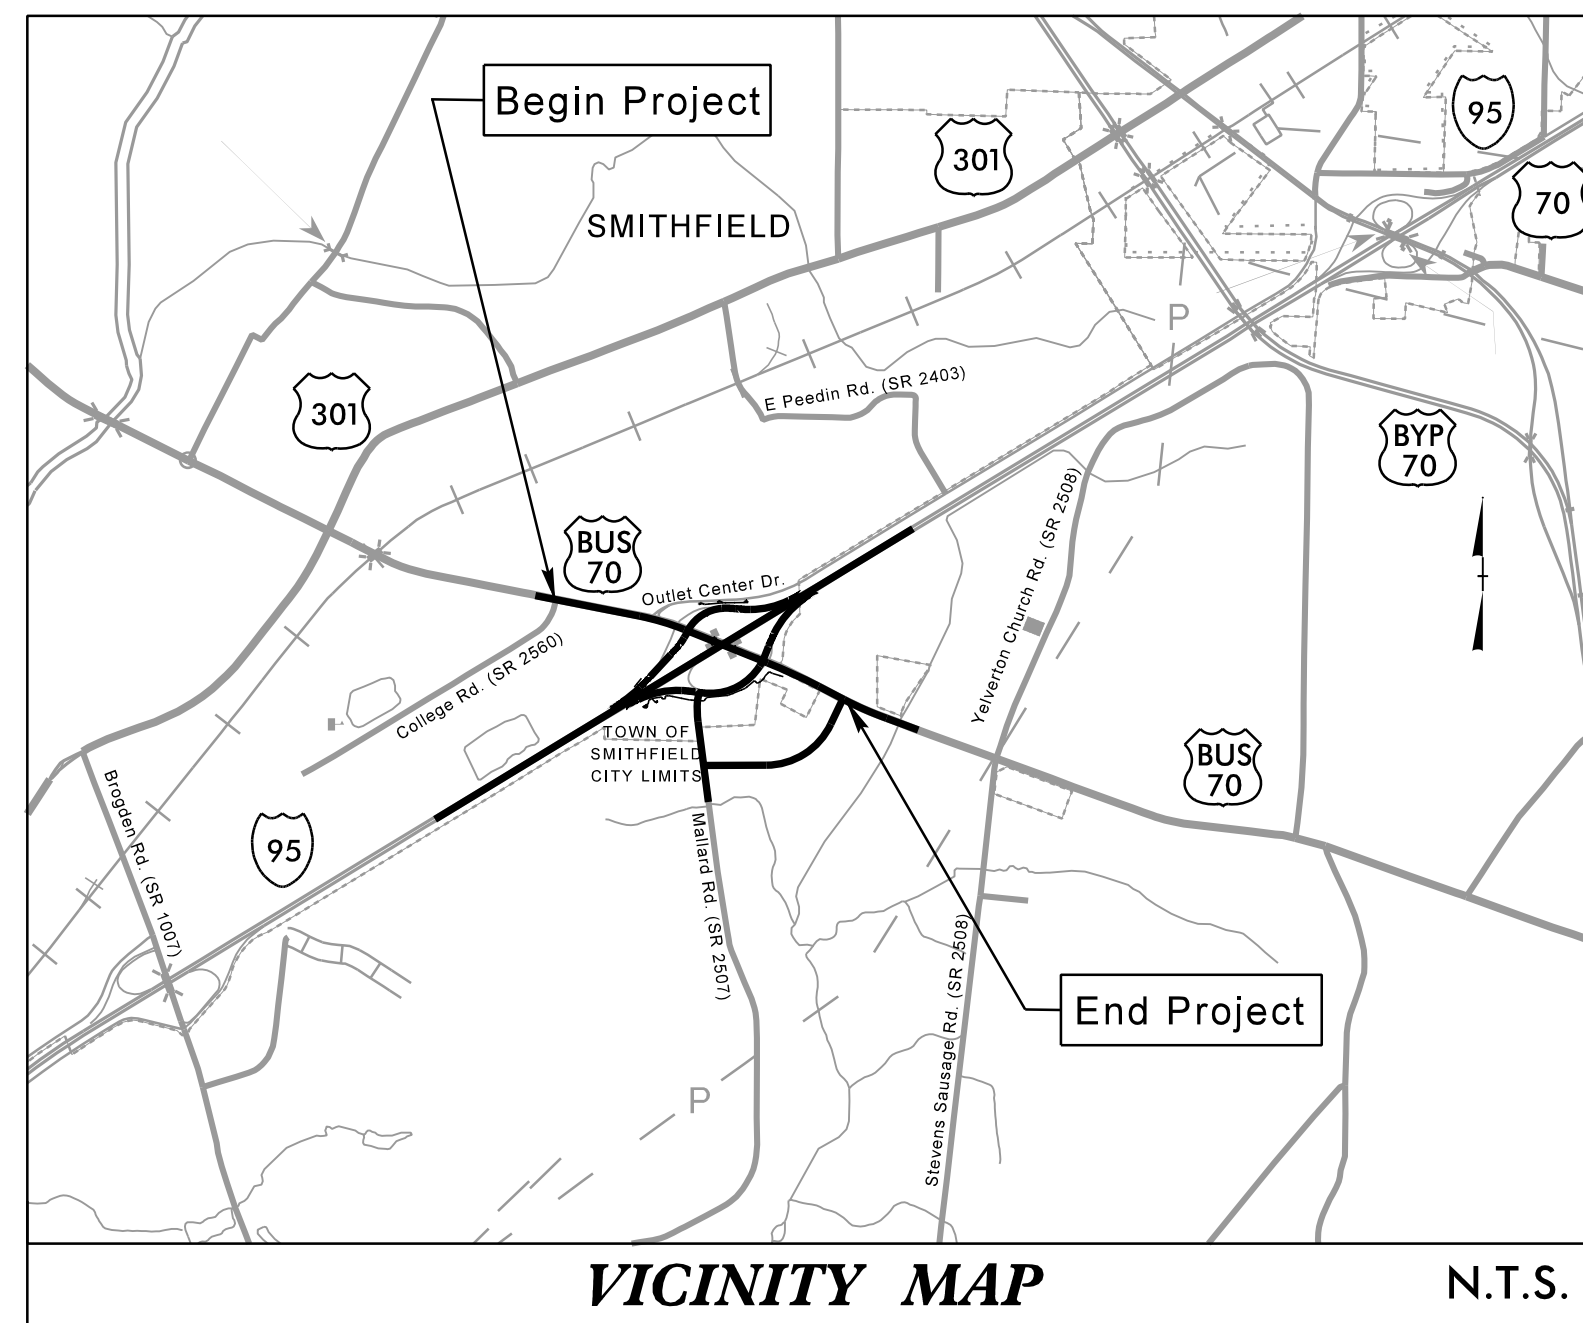 Begin Project
95
301
70
SMITHFIELD
P
E Peedin Rd. (SR 2403)
301
BYP
70
BUS
70
Yelverton Church Rd. (SR 2508)
Outlet Center Dr.
College Rd. (SR 2560)
TOWN OF
SMITHFIELD
CITY LIMITS
BUS
70
Brogden Rd. (SR 1007)
95
Mallard Rd. (SR 2507)
Stevens Sausage Rd. (SR 2508)
End Project
P
VICINITY MAP
N.T.S.